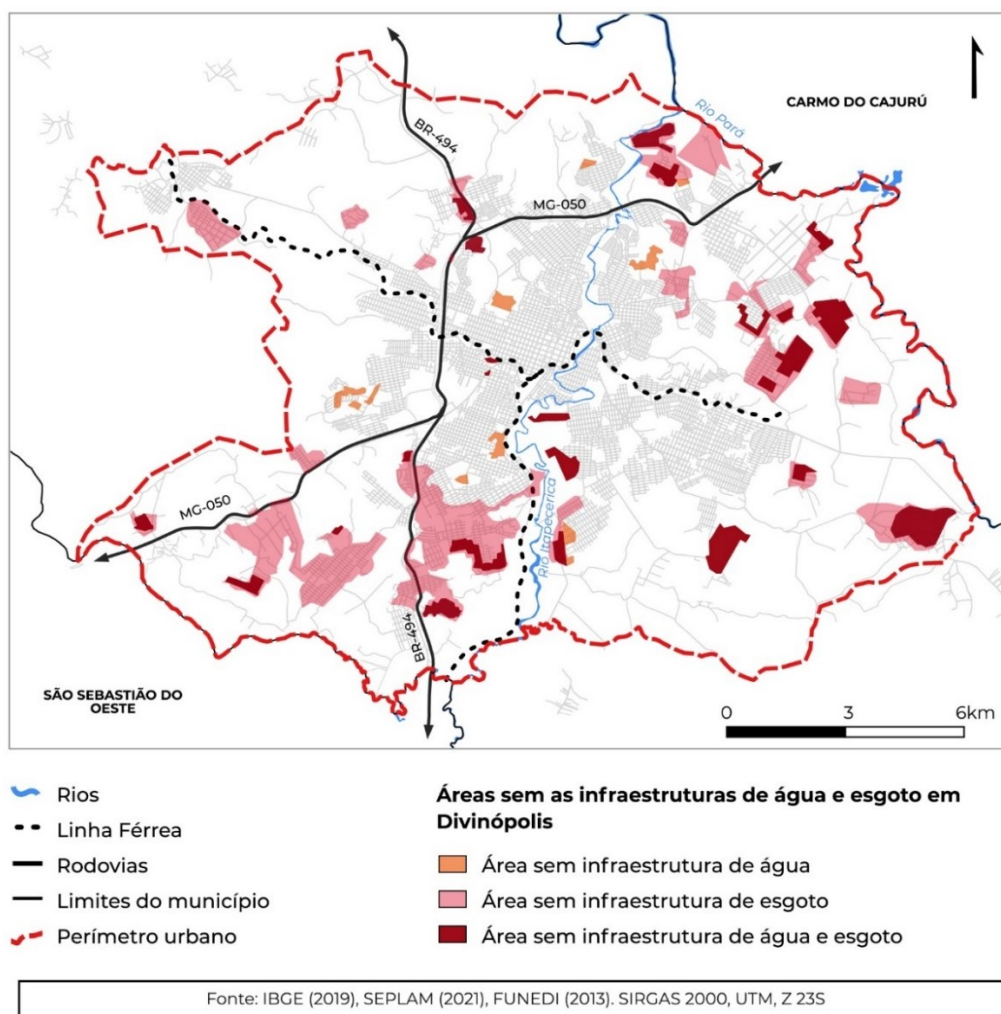 CARMO DO CAJURÚ
Rio Pará
BR-494
MG-050
MG-050
Rio Itapecerica
BR-494
SÃO SEBASTIÃO DO
OESTE
0 3 6km
Rios
Linha Férrea
Rodovias
Limites do município
Perímetro urbano
Áreas sem as infraestruturas de água e esgoto em
Divinópolis
Área sem infraestrutura de água
Área sem infraestrutura de esgoto
Área sem infraestrutura de água e esgoto
Fonte: IBGE (2019), SEPLAM (2021), FUNEDI (2013). SIRGAS 2000, UTM, Z 23S